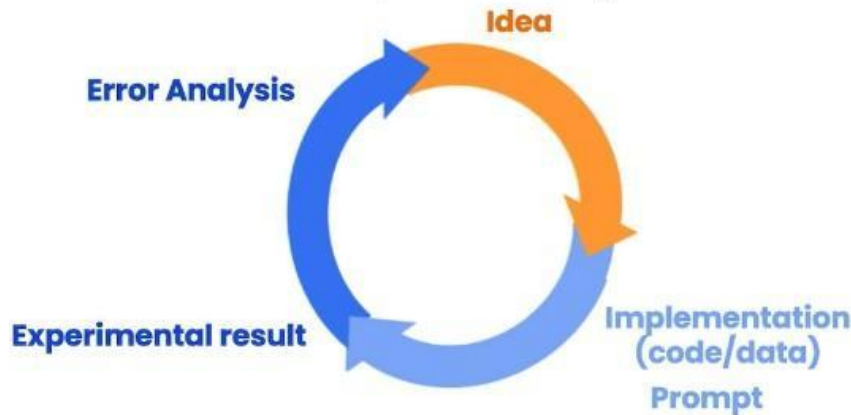 Idea
Error Analysis
Experimental result
Implementation
(code/data)
Prompt